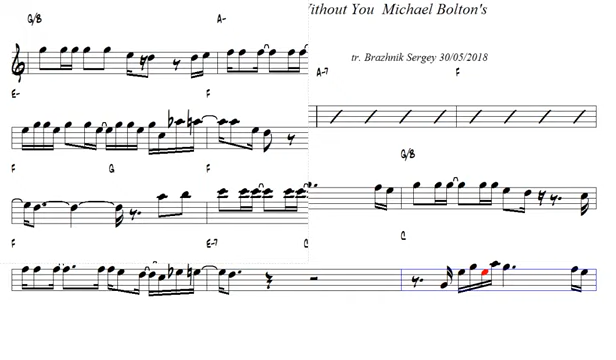 Without You Michael Bolton's
G/B A-
tr. Brazhnik Sergey 30/05/2018
A-7 F
E- F
G/B
F G F
C
F E-7 C